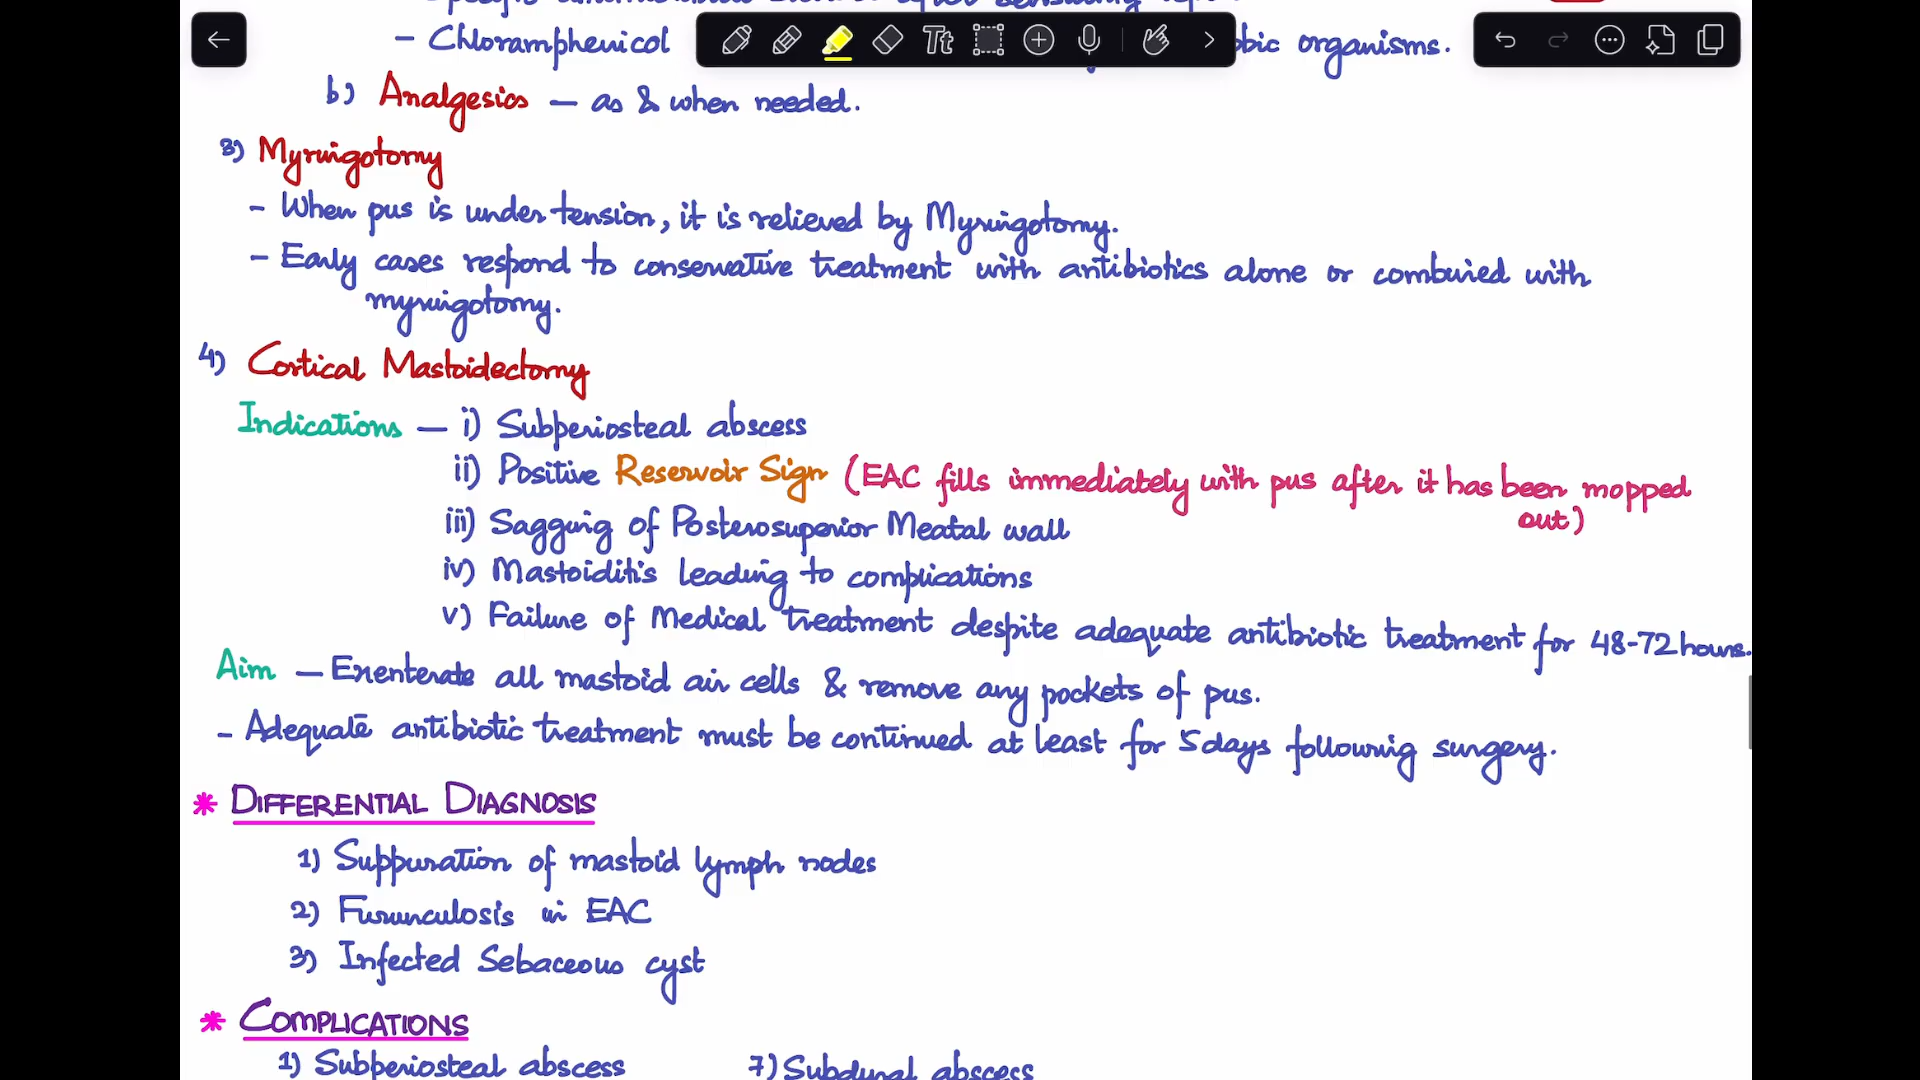 - Chloramphenicol
obic organisms.
Tt
b) Analgesics — as & when needed.
3) Myringotomy
- When pus is under tension, it is relieved by Myringotomy.
- Early cases respond to conservative treatment with antibiotics alone or combined with
myringotomy.
4) Cortical Mastoidectomy
Indications — i) Subperiosteal abscess
ii) Positive Reservoir Sign (EAC fills immediately with pus after it has been mopped
out)
iii) Sagging of Posterosuperior Meatal wall
iv) Mastoiditis leading to complications
v) Failure of Medical treatment despite adequate antibiotic treatment for 48-72 hours.
Aim — Exenterate all mastoid air cells & remove any pockets of pus.
- Adequate antibiotic treatment must be continued at least for 5 days following surgery.
* DIFFERENTIAL DIAGNOSIS
1) Suppuration of mastoid lymph nodes
2) Furunculosis in EAC
3) Infected Sebaceous cyst
* COMPLICATIONS
1) Subperiosteal abscess 7) Subdural abscess